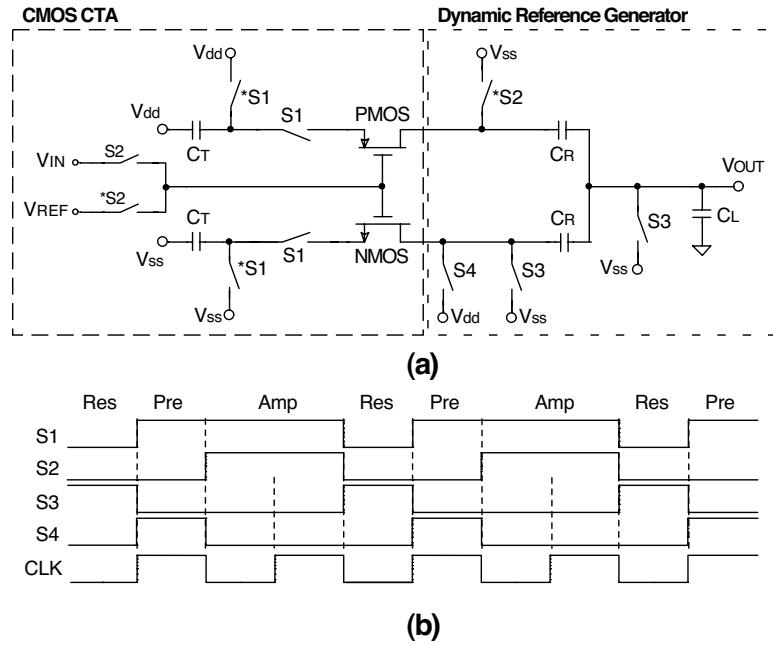 CMOS CTA
Dynamic Reference Generator
Vdd
Vss
*S1
S1
PMOS
*S2
Vdd
CT
CR
VIN
S2
VOUT
VREF
*S2
CT
CR
S3
CL
Vss
S1
NMOS
*S1
S4
S3
Vss
Vss
Vdd
Vss
(a)
Res Pre Amp Res Pre Amp Res Pre
S1
S2
S3
S4
CLK
(b)